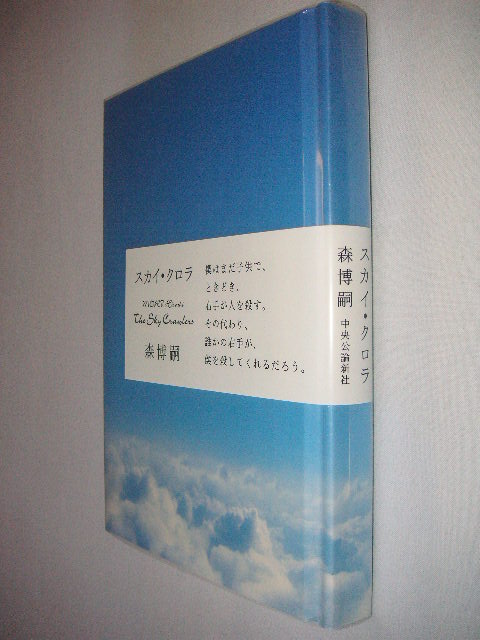 スカイ・クロラ
MORI Hiroshi
The Sky Crawlers
森博嗣
僕はまだ子供で、
ときどき、
右手が人を殺す。
その代わり、
誰かの右手が、
僕を殺してくれるだろう。
スカイ・クロラ
森博嗣
中央公論新社